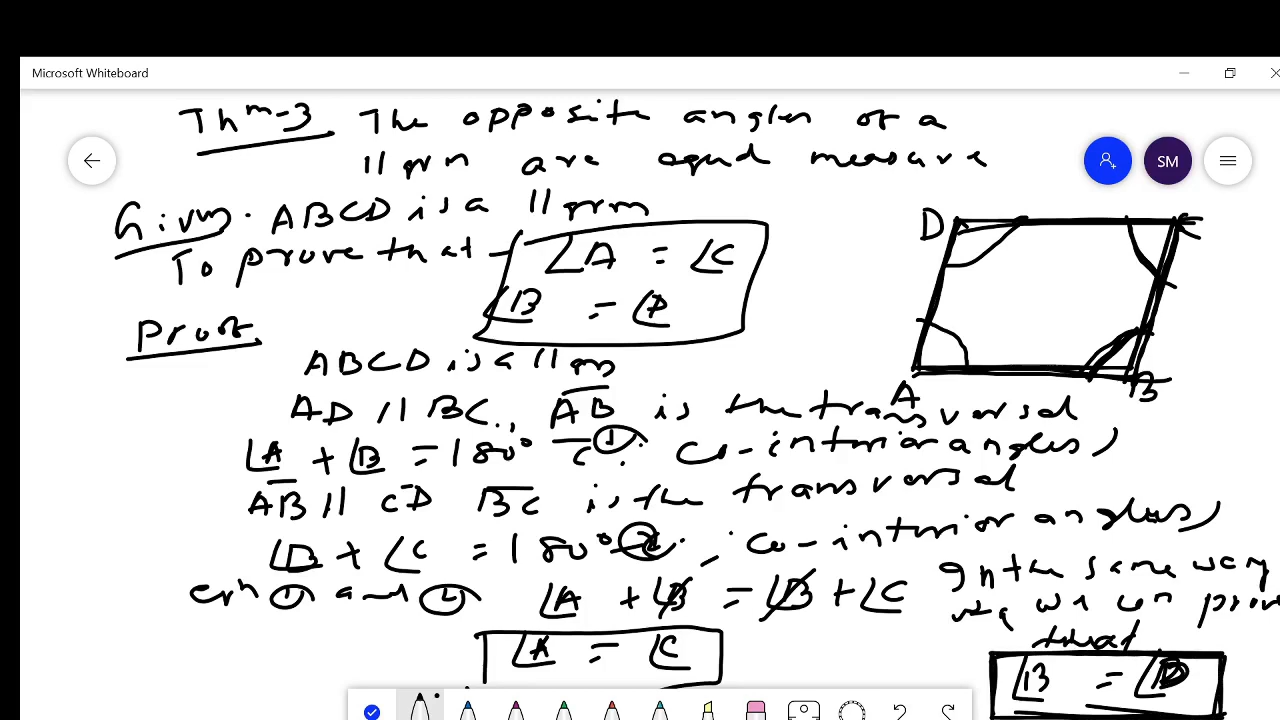 Microsoft Whiteboard
Thm-3 The opposite angles of a
llgm are equal measure
SM
Given. ABCD is a llgrm
To prove that
∠A = ∠C
∠B = ∠D
Proof
ABCD is a llgm
AD // BC, AB is the transversal
∠A + ∠B = 180° (1) ∵ co-interior angles)
AB // CD BC is the transversal
∠B + ∠C = 180° (2) ∵ co-interior angles)
eqn (1) and (2) ∠A + ∠B = ∠B + ∠C
∠A = ∠C
In the same way
we can prove
that
∠B = ∠D
D C
A B